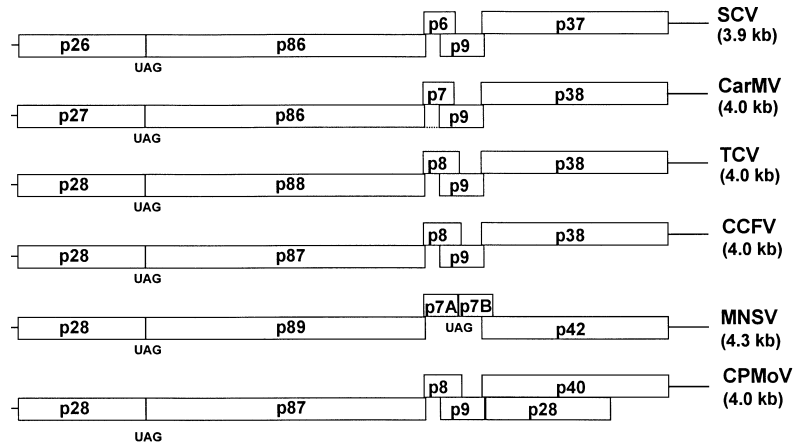 p6 p37 SCV
p26 p86 p9 (3.9 kb)
UAG
p7 p38 CarMV
p27 p86 p9 (4.0 kb)
UAG
p8 p38 TCV
p28 p88 p9 (4.0 kb)
UAG
p8 p38 CCFV
p28 p87 p9 (4.0 kb)
UAG
p7A p7B MNSV
p28 p89 UAG p42 (4.3 kb)
UAG
p8 p40 CPMoV
p28 p87 p9 p28 (4.0 kb)
UAG